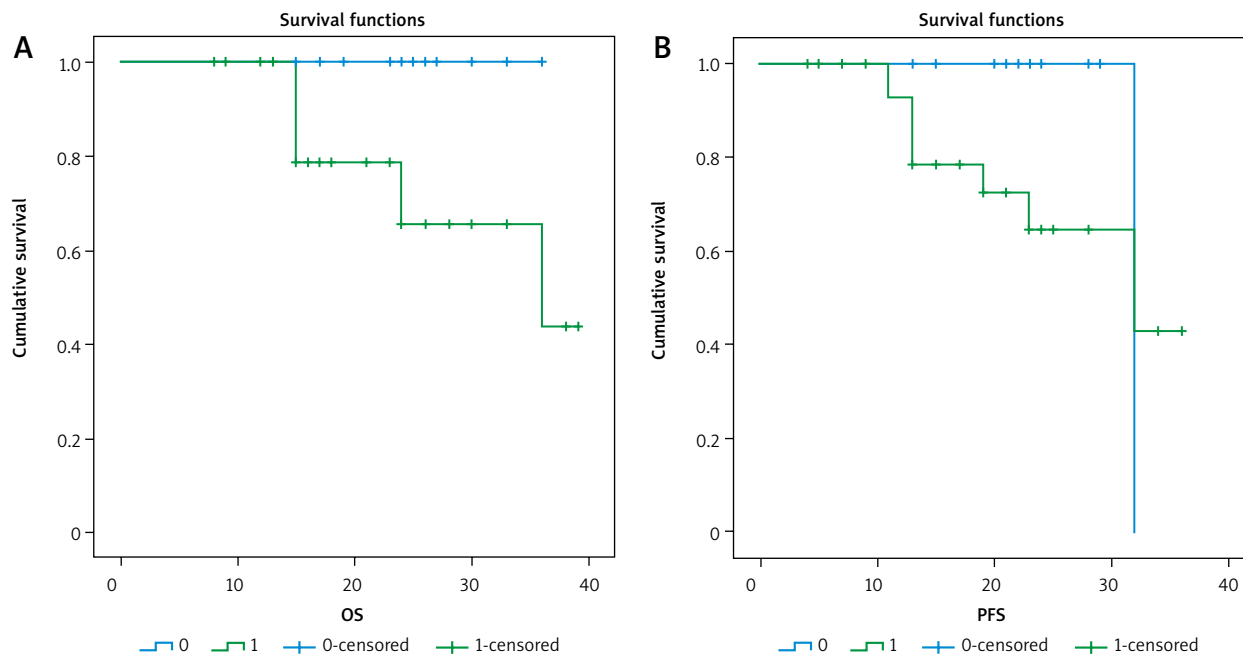 A
Survival functions
Cumulative survival
1.0
0.8
0.6
0.4
0.2
0
0 10 20 30 40
OS
0 1 0-censored 1-censored
B
Survival functions
Cumulative survival
1.0
0.8
0.6
0.4
0.2
0
0 10 20 30 40
PFS
0 1 0-censored 1-censored